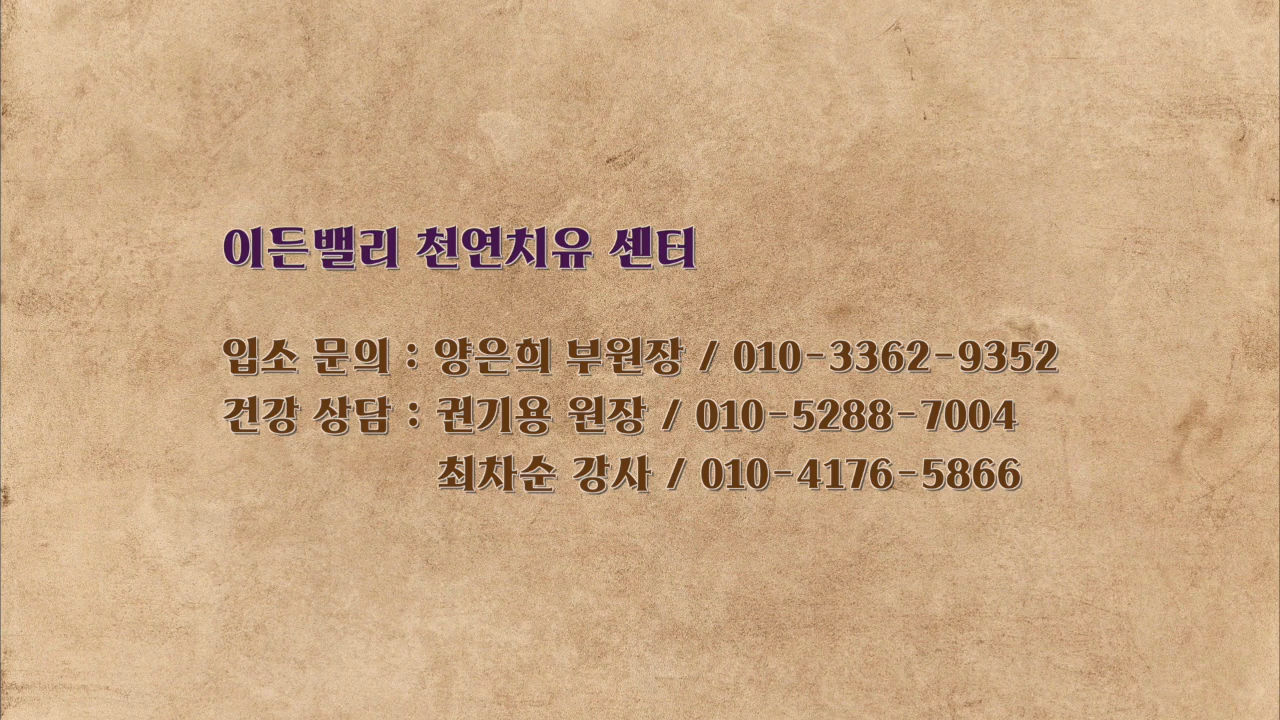 이든밸리 천연치유 센터
입소 문의 : 양은희 부원장 / 010-3362-9352
건강 상담 : 권기용 원장 / 010-5288-7004
최차순 강사 / 010-4176-5866